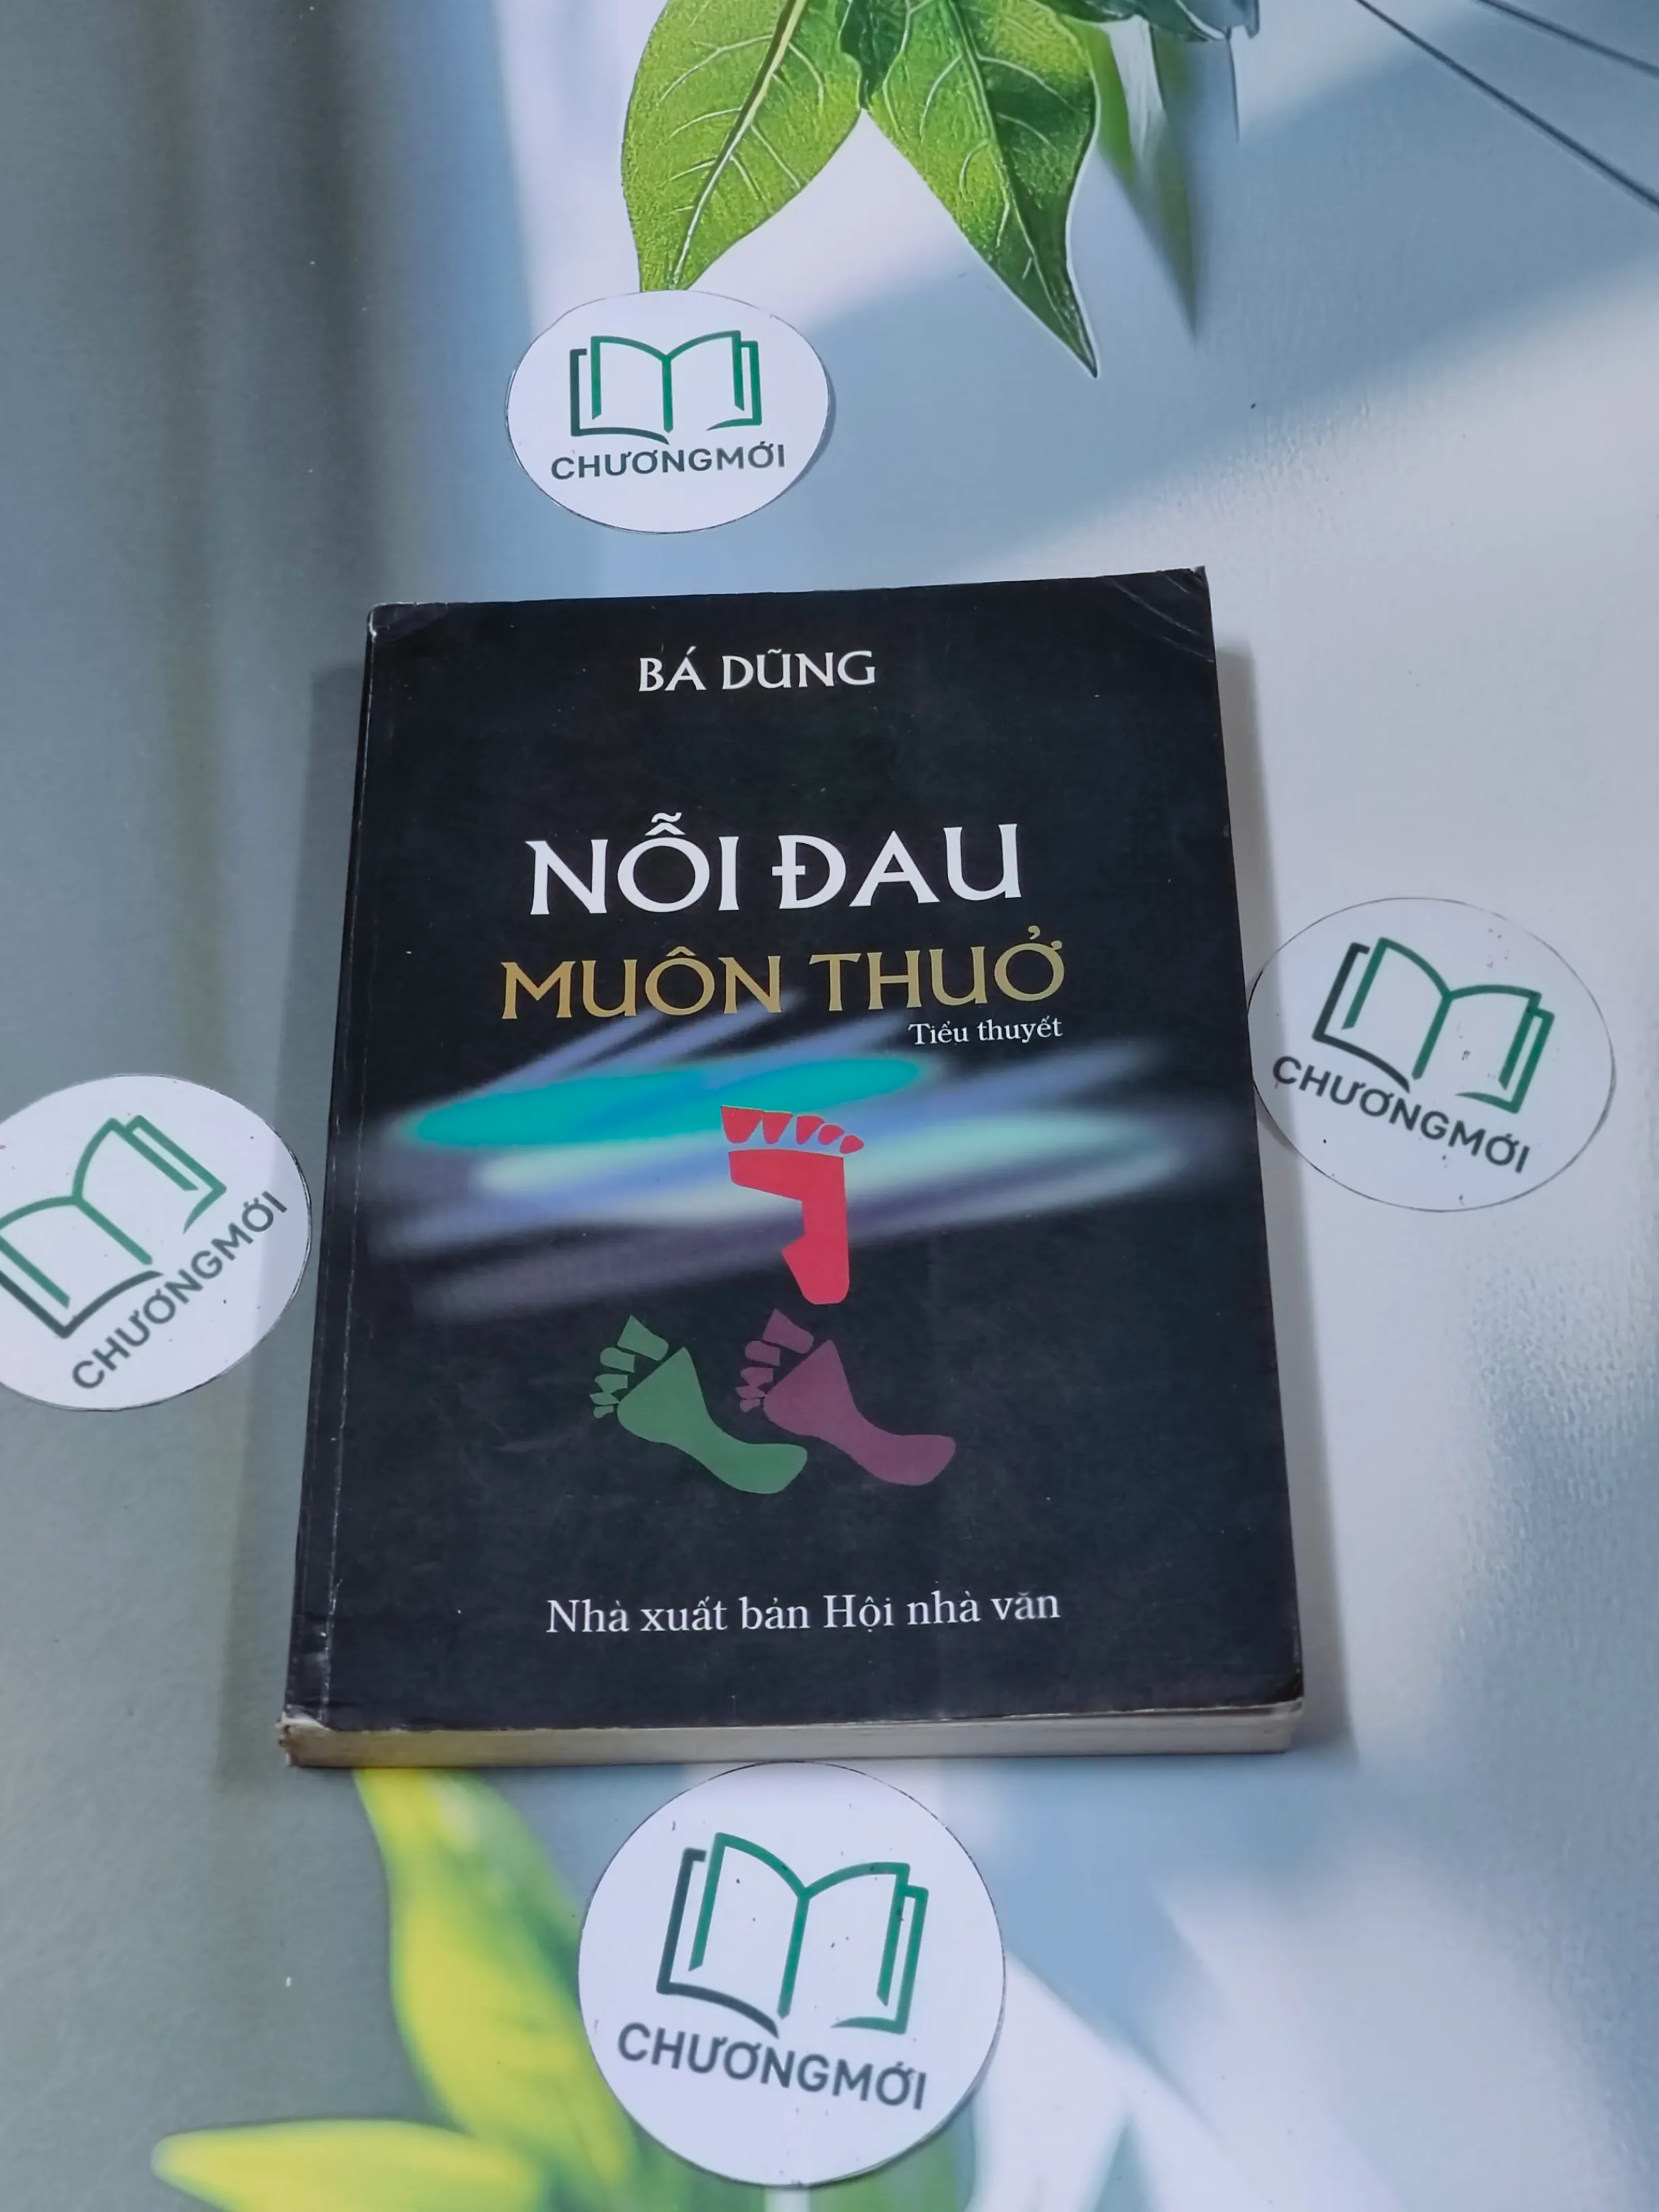 CHƯƠNGMỚI
BÁ DŨNG
NỖI ĐAU
MUÔN THUỞ
Tiểu thuyết
CHƯƠNGMỚI
CHƯƠNGMỚI
Nhà xuất bản Hội nhà văn
CHƯƠNGMỚI